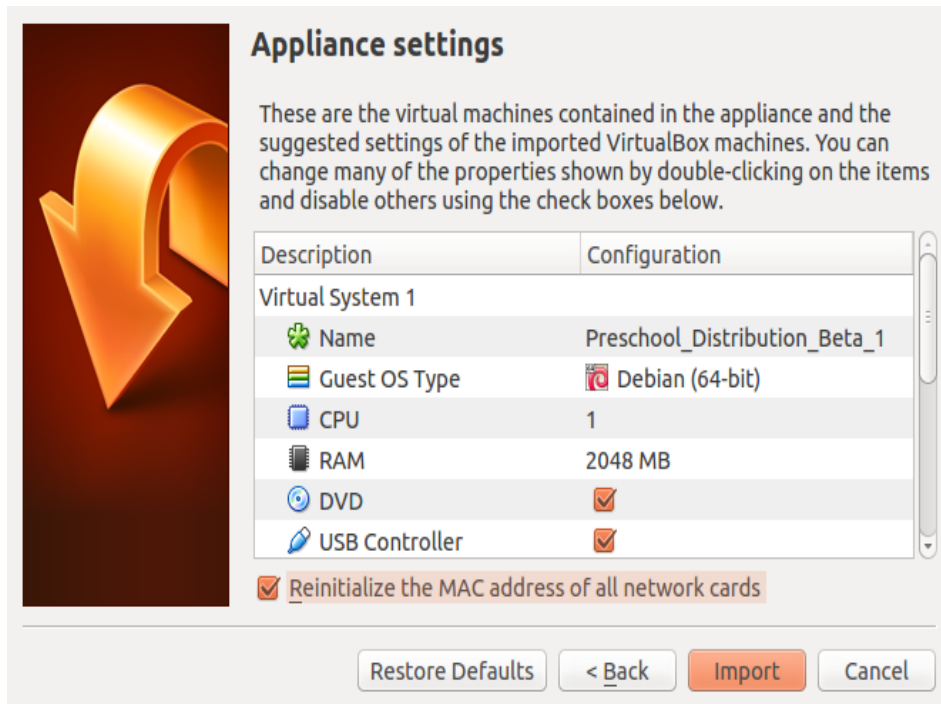 Appliance settings
These are the virtual machines contained in the appliance and the
suggested settings of the imported VirtualBox machines. You can
change many of the properties shown by double-clicking on the items
and disable others using the check boxes below.
Description Configuration
Virtual System 1
Name Preschool_Distribution_Beta_1
Guest OS Type Debian (64-bit)
CPU 1
RAM 2048 MB
DVD
USB Controller
Reinitialize the MAC address of all network cards
Restore Defaults < Back Import Cancel